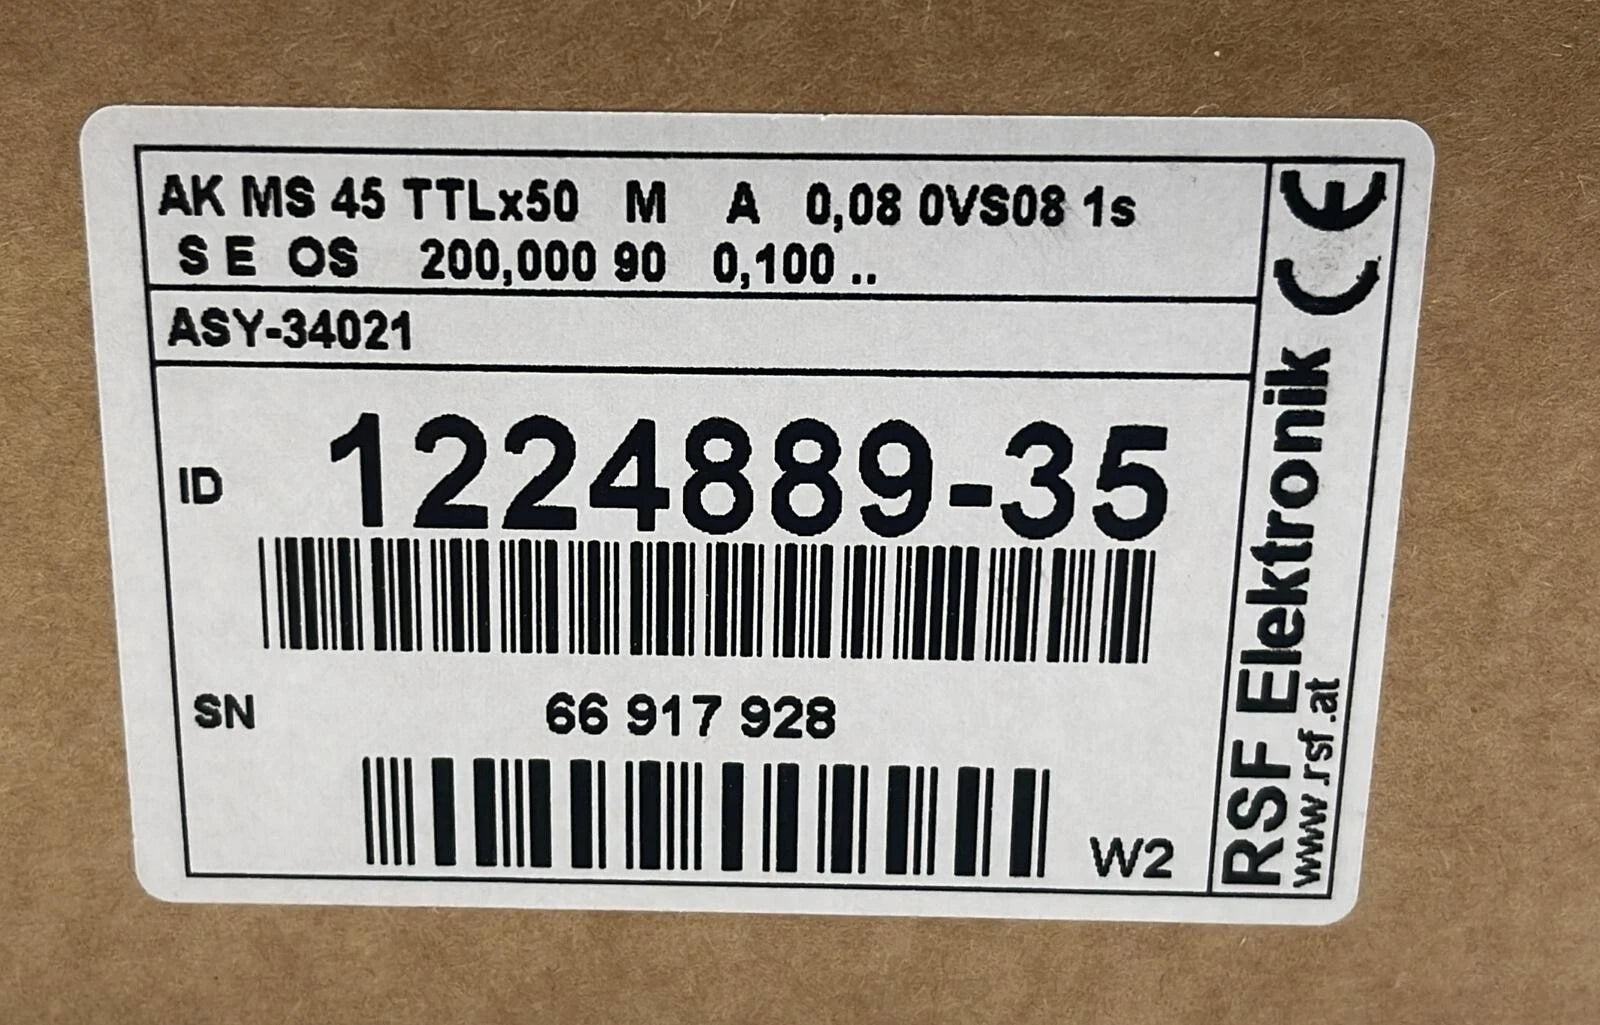 AK MS 45 TTLx50 M A 0,08 0VS08 1s
S E OS 200,000 90 0,100 ..
ASY-34021
ID 1224889-35
SN 66 917 928
W2
RSF Elektronik CE
www.rsf.at